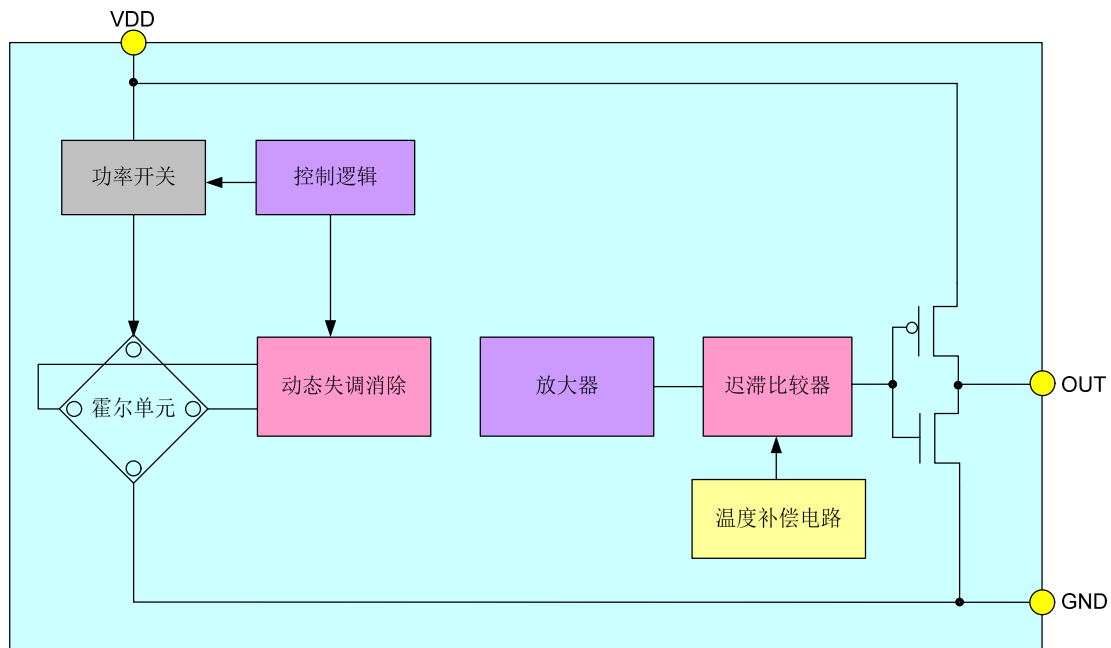 VDD
功率开关
控制逻辑
霍尔单元
动态失调消除
放大器
迟滞比较器
OUT
温度补偿电路
GND